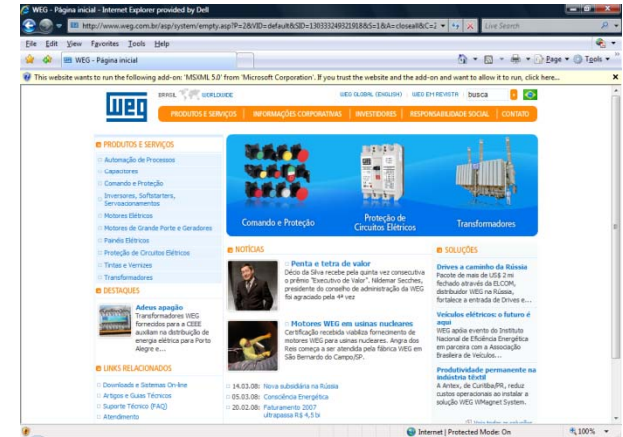 WEG - Página inicial - Internet Explorer provided by Dell
http://www.weg.com.br/asp/system/empty.asp?P=2&VID=default&SID=130333249321918&S=1&A=closeall&C=2
Live Search
File Edit View Favorites Tools Help
WEG - Página inicial
Page Tools
This website wants to run the following add-on: 'MSXML 5.0' from 'Microsoft Corporation'. If you trust the website and the add-on and want to allow it to run, click here...
BRASIL WORLDWIDE WEG GLOBAL (ENGLISH) WEG EM REVISTA busca
weg
PRODUTOS E SERVIÇOS INFORMAÇÕES CORPORATIVAS INVESTIDORES RESPONSABILIDADE SOCIAL CONTATO
PRODUTOS E SERVIÇOS
Automação de Processos
Capacitores
Comando e Proteção
Inversores, Softstarters,
Servoacionamentos
Motores Elétricos
Motores de Grande Porte e Geradores
Painéis Elétricos
Proteção de Circuitos Elétricos
Tintas e Vernizes
Transformadores
DESTAQUES
Adeus apagão
Transformadores WEG
fornecidos para a CEEE
auxiliam na distribuição de
energia elétrica para Porto
Alegre e...
LINKS RELACIONADOS
Downloads e Sistemas On-line
Artigos e Guias Técnicos
Suporte Técnico (FAQ)
Atendimento
Comando e Proteção
Proteção de
Circuitos Elétricos
Transformadores
NOTÍCIAS
Penta e tetra de valor
Décio da Silva recebe pela quinta vez consecutiva
o prêmio "Executivo de Valor". Nildemar Secches,
presidente do conselho de administração da WEG
foi agraciado pela 4ª vez
Motores WEG em usinas nucleares
Certificação recebida viabiliza fornecimento de
motores WEG para usinas nucleares. Angra dos
Reis começa a ser atendida pela fábrica WEG em
São Bernardo do Campo/SP.
14.03.08: Nova subsidiária na Rússia
05.03.08: Consciência Energética
20.02.08: Faturamento 2007
ultrapassa R$ 4,5 bi
SOLUÇÕES
Drives a caminho da Rússia
Pacote de mais de US$ 2 mi
fechado através da ELCOM,
distribuidor WEG na Rússia,
fortalece a entrada de Drives e...
Veículos elétricos: o futuro é
aqui
WEG apóia evento do Instituto
Nacional de Eficiência Energética
em parceria com a Associação
Brasileira de Veículos...
Produtividade permanente na
indústria têxtil
A Antex, de Curitiba/PR, reduz
custos operacionais ao instalar a
solução WEG WMagnet System.
Internet | Protected Mode: On 100%